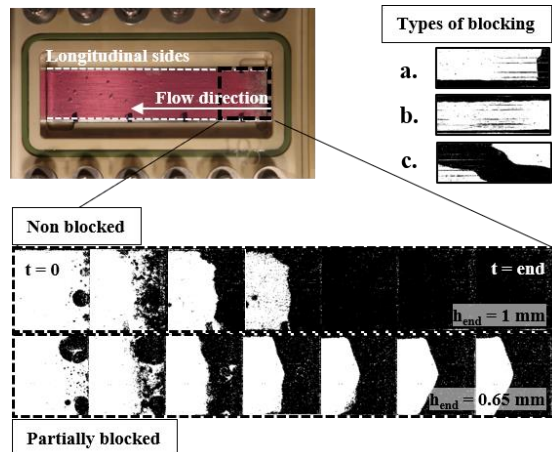 Types of blocking
Longitudinal sides
Flow direction
a.
b.
c.
Non blocked
t = 0
t = end
h_end = 1 mm
h_end = 0.65 mm
Partially blocked